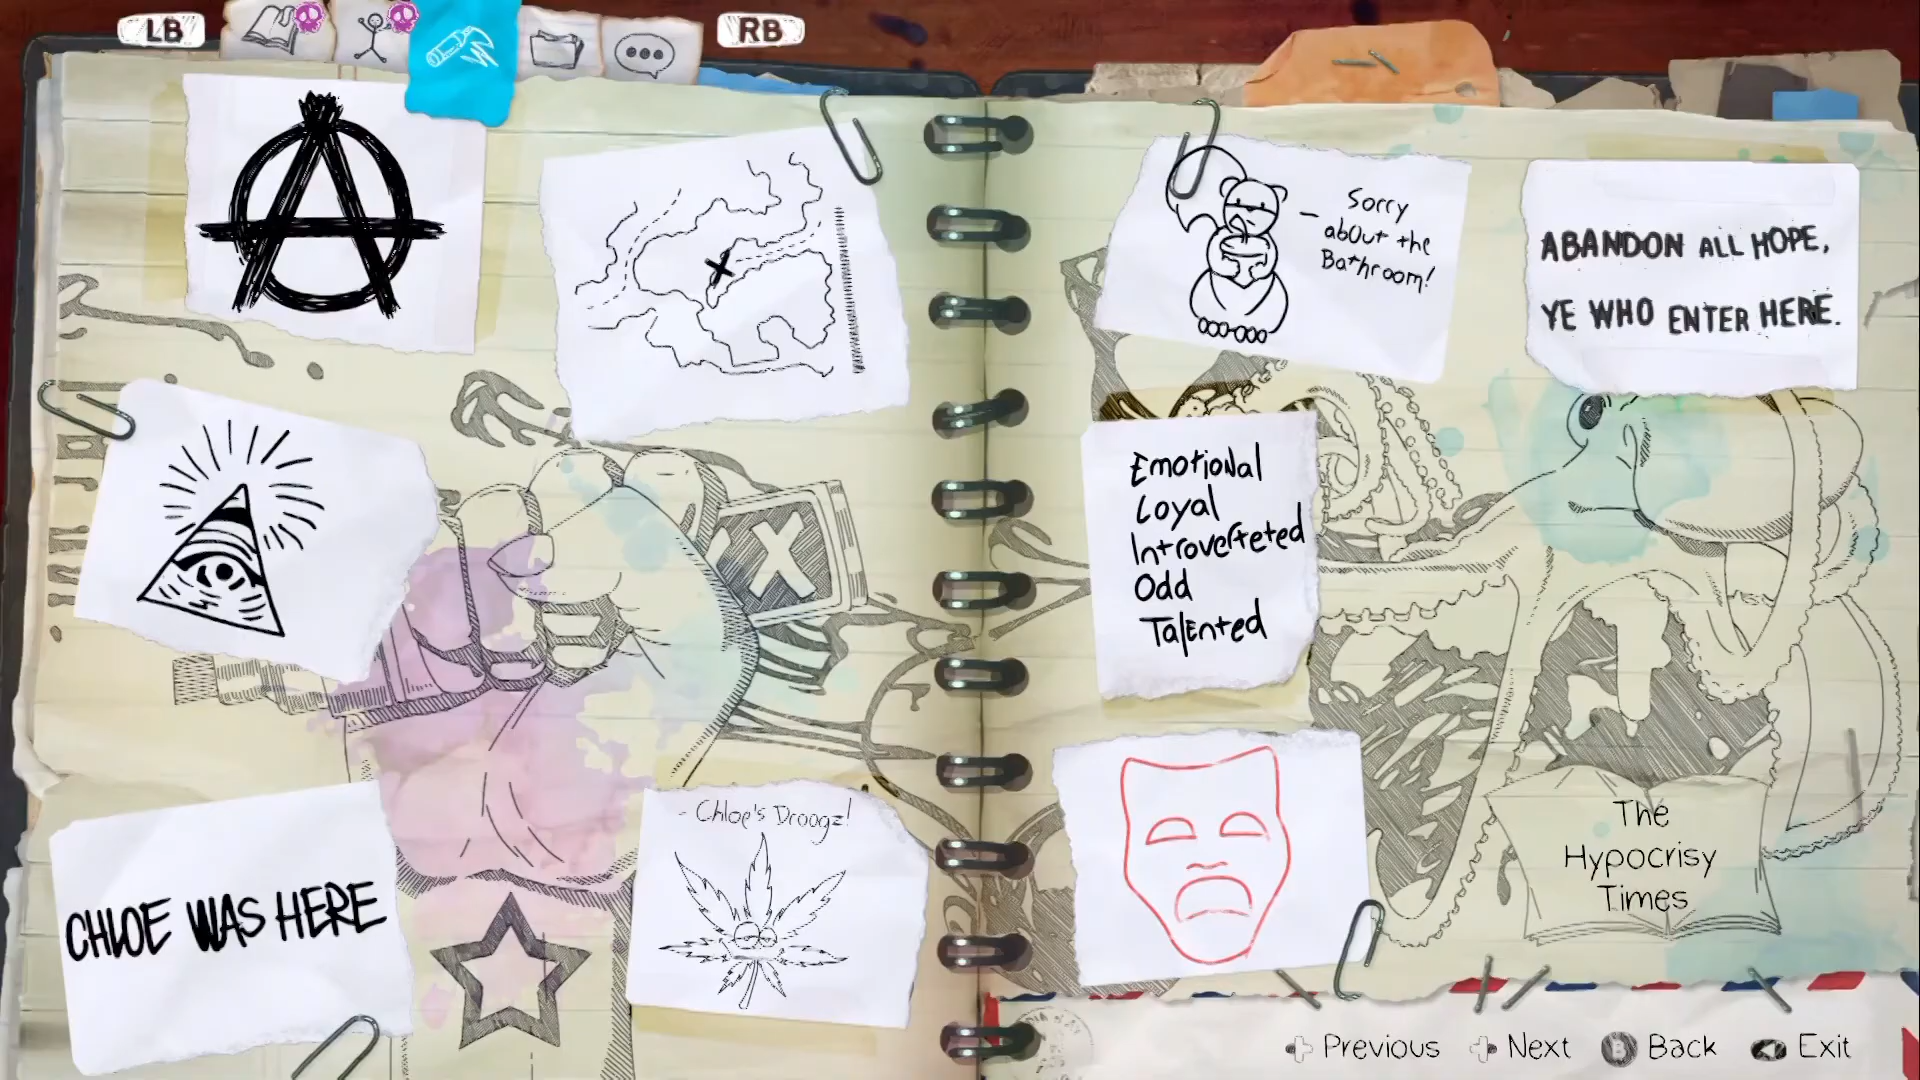 LB
RB
Sorry
about the
Bathroom!
ABANDON ALL HOPE,
YE WHO ENTER HERE.
Emotional
Loyal
Introverteted
Odd
Talented
CHLOE WAS HERE
- Chloe's Droogz!
The
Hypocrisy
Times
Previous
Next
B Back
Exit